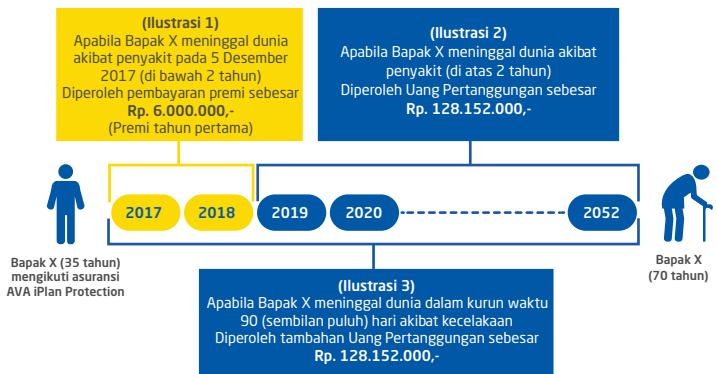 (Ilustrasi 1)
Apabila Bapak X meninggal dunia
akibat penyakit pada 5 Desember
2017 (di bawah 2 tahun)
Diperoleh pembayaran premi sebesar
Rp. 6.000.000,-
(Premi tahun pertama)
(Ilustrasi 2)
Apabila Bapak X meninggal dunia akibat
penyakit (di atas 2 tahun)
Diperoleh Uang Pertanggungan sebesar
Rp. 128.152.000,-
2017 2018 2019 2020 2052
Bapak X (35 tahun)
mengikuti asuransi
AVA iPlan Protection
Bapak X
(70 tahun)
(Ilustrasi 3)
Apabila Bapak X meninggal dunia dalam kurun waktu
90 (sembilan puluh) hari akibat kecelakaan
Diperoleh tambahan Uang Pertanggungan sebesar
Rp. 128.152.000,-